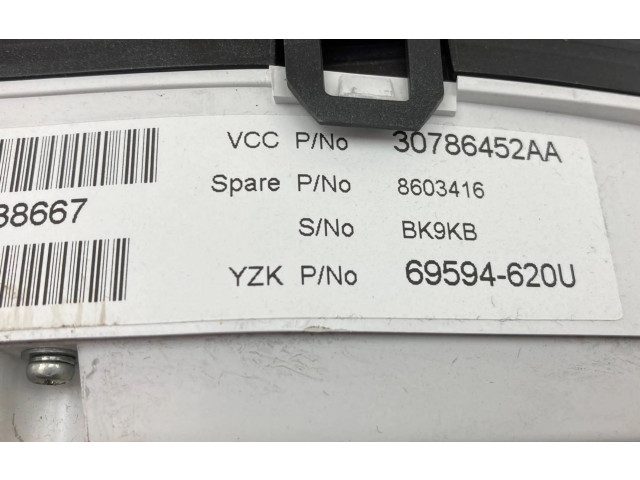 VCC P/No 30786452AA
Spare P/No 8603416
38667
S/No BK9KB
YZK P/No 69594-620U